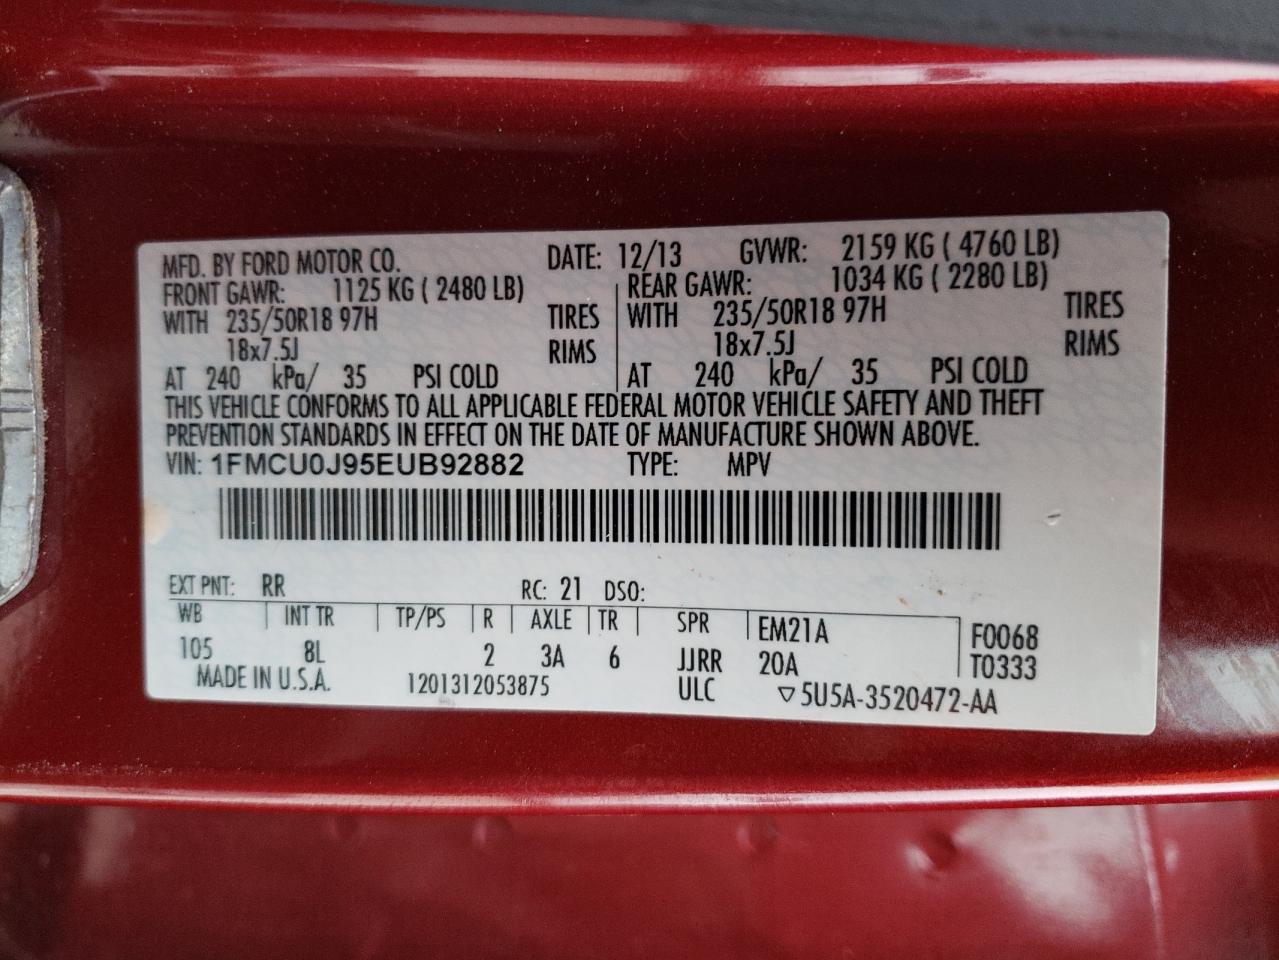 MFD. BY FORD MOTOR CO. DATE: 12/13 GVWR: 2159 KG ( 4760 LB)
FRONT GAWR: 1125 KG ( 2480 LB) REAR GAWR: 1034 KG ( 2280 LB)
WITH 235/50R18 97H TIRES WITH 235/50R18 97H TIRES
18x7.5J RIMS 18x7.5J RIMS
AT 240 kPa/ 35 PSI COLD AT 240 kPa/ 35 PSI COLD
THIS VEHICLE CONFORMS TO ALL APPLICABLE FEDERAL MOTOR VEHICLE SAFETY AND THEFT
PREVENTION STANDARDS IN EFFECT ON THE DATE OF MANUFACTURE SHOWN ABOVE.
VIN: 1FMCU0J95EUB92882 TYPE: MPV
EXT PNT: RR RC: 21 DSO:
WB INT TR TP/PS R AXLE TR SPR EM21A F0068
105 8L 2 3A 6 JJRR 20A T0333
MADE IN U.S.A. 1201312053875 ULC ▽5U5A-3520472-AA